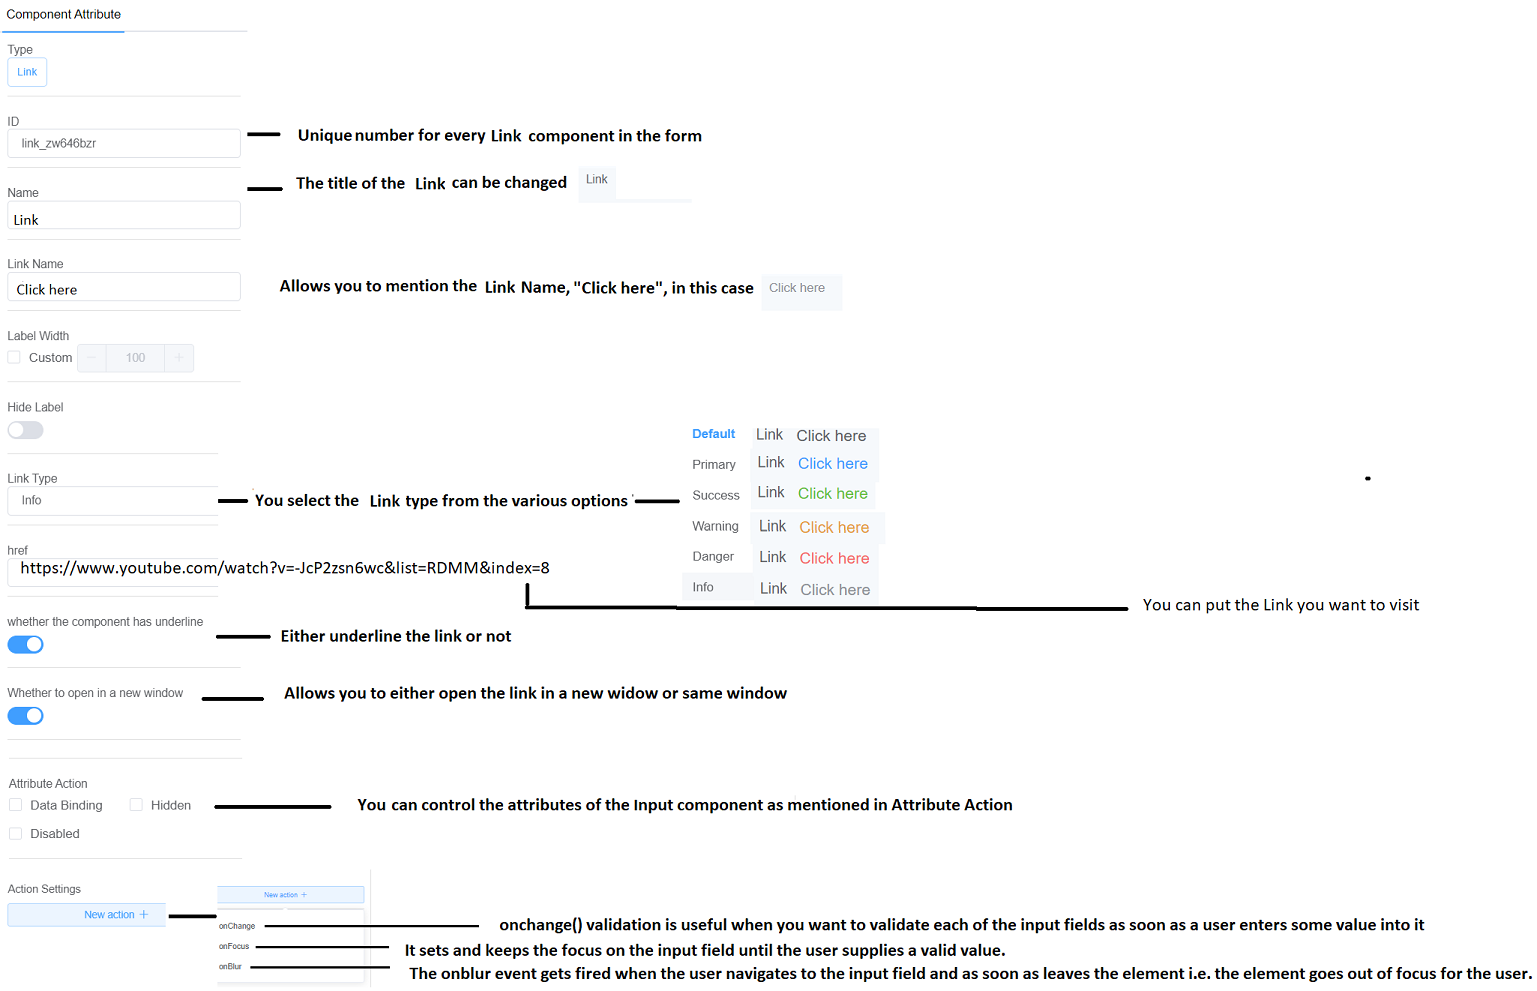 Component Attribute
Type
Link
ID
link_zw646bzr
Unique number for every Link component in the form
The title of the Link can be changed
Link
Name
Link
Link Name
Click here
Allows you to mention the Link Name, "Click here", in this case
Click here
Label Width
Custom
100
Hide Label
Link Type
Info
You select the Link type from the various options
Default Link Click here
Primary Link Click here
Success Link Click here
Warning Link Click here
Danger Link Click here
Info Link Click here
href
https://www.youtube.com/watch?v=-JcP2zsn6wc&list=RDMM&index=8
You can put the Link you want to visit
whether the component has underline
Either underline the link or not
Whether to open in a new window
Allows you to either open the link in a new widow or same window
Attribute Action
Data Binding Hidden
Disabled
You can control the attributes of the Input component as mentioned in Attribute Action
Action Settings
New action +
New action +
onChange
onchange() validation is useful when you want to validate each of the input fields as soon as a user enters some value into it
onFocus
It sets and keeps the focus on the input field until the user supplies a valid value.
onBlur
The onblur event gets fired when the user navigates to the input field and as soon as leaves the element i.e. the element goes out of focus for the user.